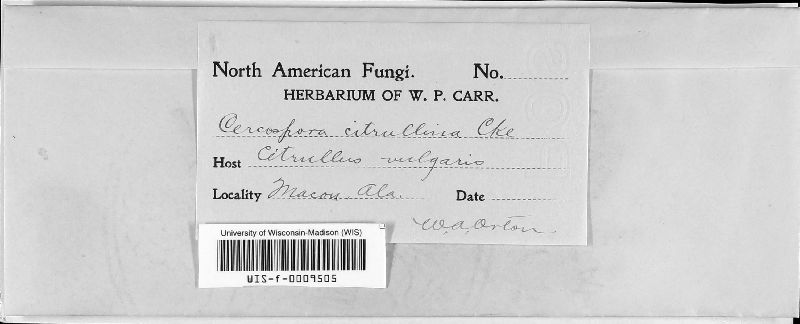 North American Fungi. No.
HERBARIUM OF W. P. CARR.
Cercospora citrullina Cke
Host Citrullus vulgaris
Locality Macon Ala. Date
W.A. Orton.
University of Wisconsin-Madison (WIS)
WIS-f-0009505